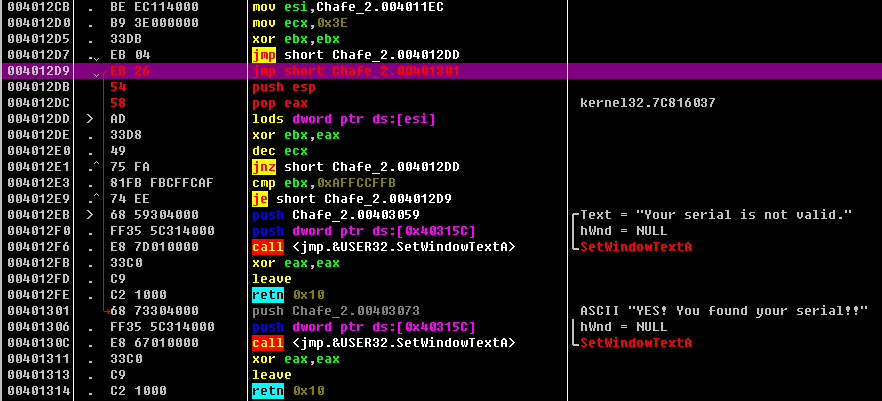 004012CB . BE EC114000 mov esi,Chafe_2.004011EC
004012D0 . B9 3E000000 mov ecx,0x3E
004012D5 . 33DB xor ebx,ebx
004012D7 . EB 04 jmp short Chafe_2.004012DD
004012D9 EB 26 jmp short Chafe_2.00401301
004012DB 54 push esp
004012DC 58 pop eax kernel32.7C816037
004012DD > AD lods dword ptr ds:[esi]
004012DE . 33D8 xor ebx,eax
004012E0 . 49 dec ecx
004012E1 .^ 75 FA jnz short Chafe_2.004012DD
004012E3 . 81FB FBCFFCAF cmp ebx,0xAFFCCFFB
004012E9 .^ 74 EE je short Chafe_2.004012D9
004012EB > 68 59304000 push Chafe_2.00403059 Text = "Your serial is not valid."
004012F0 . FF35 5C314000 push dword ptr ds:[0x40315C] hWnd = NULL
004012F6 . E8 7D010000 call <jmp.&USER32.SetWindowTextA> SetWindowTextA
004012FB . 33C0 xor eax,eax
004012FD . C9 leave
004012FE . C2 1000 retn 0x10
00401301 68 73304000 push Chafe_2.00403073 ASCII "YES! You found your serial!!"
00401306 . FF35 5C314000 push dword ptr ds:[0x40315C] hWnd = NULL
0040130C . E8 67010000 call <jmp.&USER32.SetWindowTextA> SetWindowTextA
00401311 . 33C0 xor eax,eax
00401313 . C9 leave
00401314 . C2 1000 retn 0x10